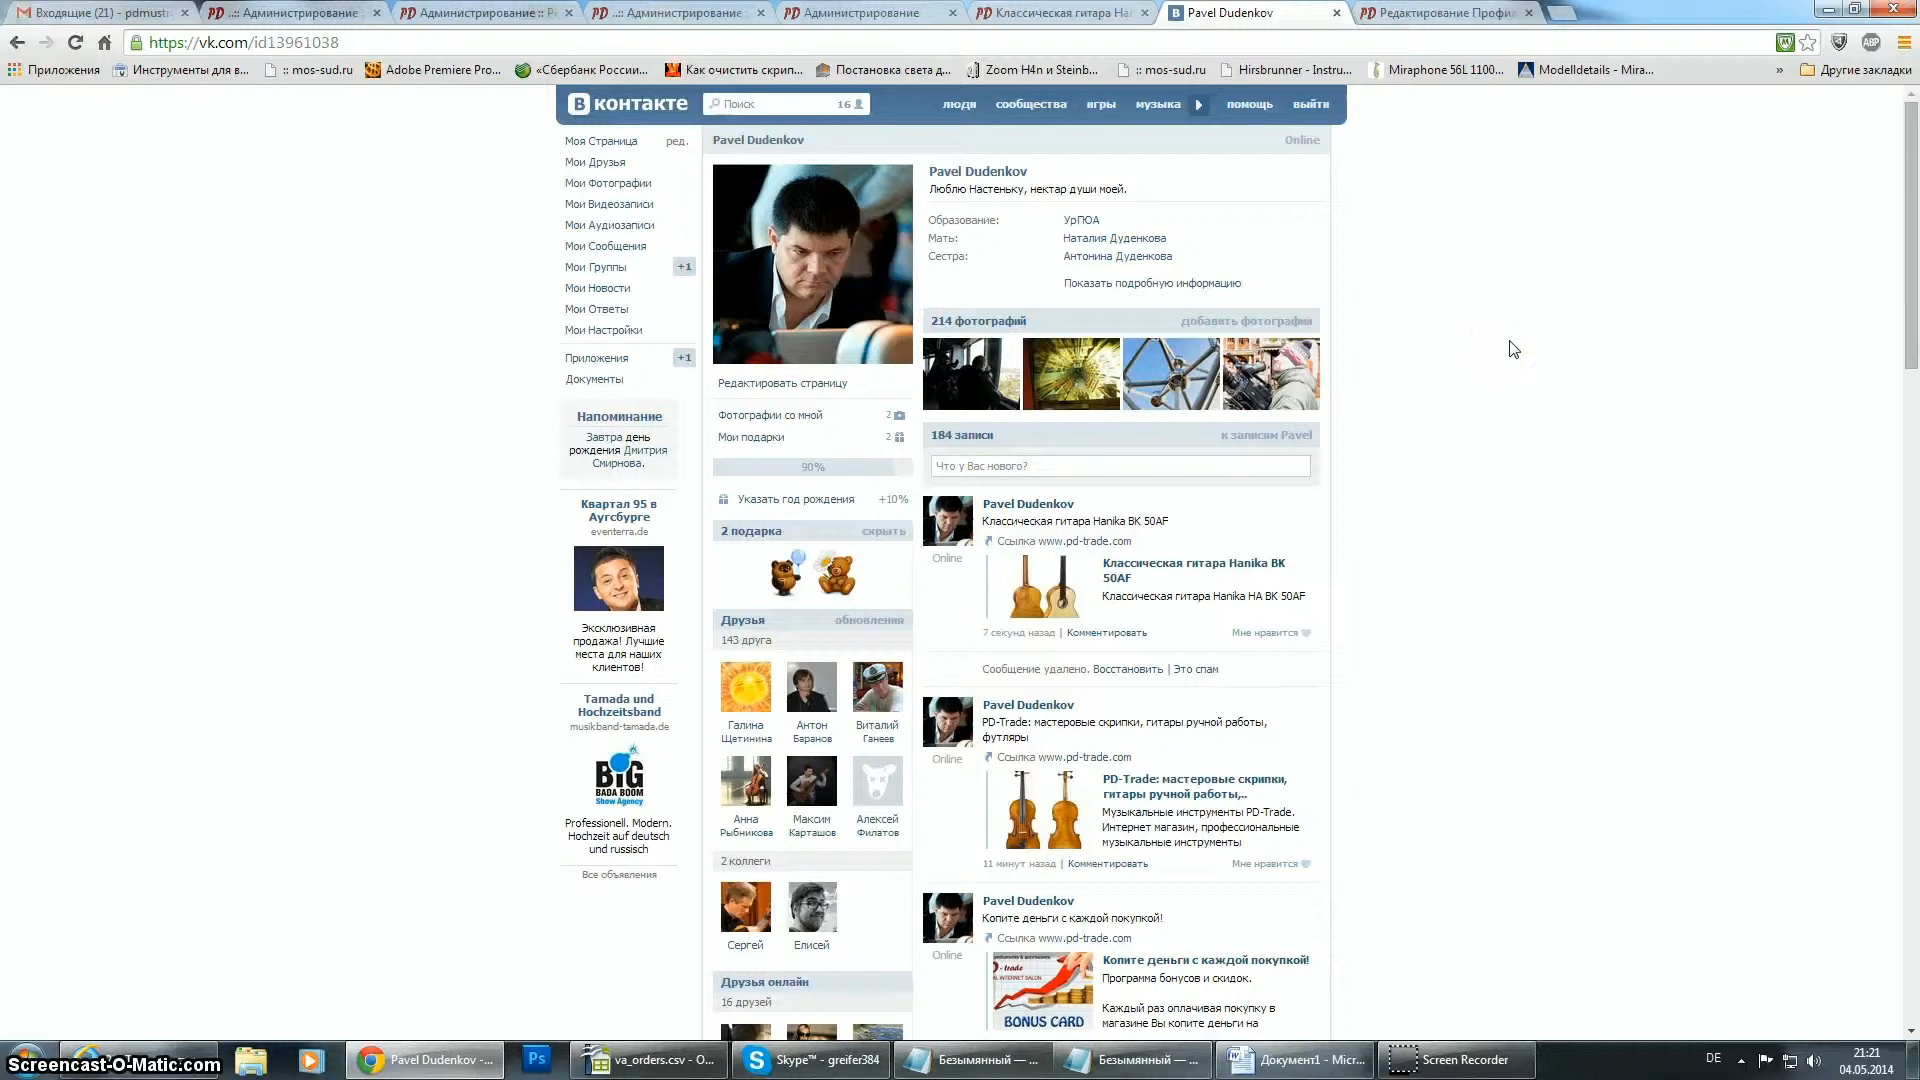 Входящие (21) - pdmust
..:: Администрирование
Администрирование :: Р
..:: Администрирование
Администрирование
Классическая гитара Ha
Pavel Dudenkov
Редактирование Профи
https://vk.com/id13961038
Приложения
Инструменты для в...
:: mos-sud.ru
Adobe Premiere Pro...
«Сбербанк России...
Как очистить скрип...
Постановка света д...
Zoom H4n и Steinb...
:: mos-sud.ru
Hirsbrunner - Instru...
Miraphone 56L 1100...
Modelldetails - Mira...
»
Другие закладки
В контакте
Поиск
16
люди
сообщества
игры
музыка
помощь
выйти
Моя Страница ред.
Мои Друзья
Мои Фотографии
Мои Видеозаписи
Мои Аудиозаписи
Мои Сообщения
Мои Группы +1
Мои Новости
Мои Ответы
Мои Настройки
Приложения +1
Документы
Напоминание
Завтра день
рождения Дмитрия
Смирнова.
Квартал 95 в
Аугсбурге
eventerra.de
Эксклюзивная
продажа! Лучшие
места для наших
клиентов!
Tamada und
Hochzeitsband
musikband-tamada.de
BIG
BADA BOOM
Show Agency
Professionell. Modern.
Hochzeit auf deutsch
und russisch
Все объявления
Pavel Dudenkov
Online
Редактировать страницу
Фотографии со мной 2
Мои подарки 2
90%
Указать год рождения +10%
2 подарка скрыть
Друзья обновления
143 друга
Галина
Щетинина
Антон
Баранов
Виталий
Ганеев
Анна
Рыбникова
Максим
Карташов
Алексей
Филатов
2 коллеги
Сергей
Елисей
Друзья онлайн
16 друзей
Pavel Dudenkov
Люблю Настеньку, нектар души моей.
Образование: УрГЮА
Мать: Наталия Дуденкова
Сестра: Антонина Дуденкова
Показать подробную информацию
214 фотографий добавить фотографии
184 записи к записям Pavel
Что у Вас нового?
Pavel Dudenkov
Классическая гитара Hanika BK 50AF
Ссылка www.pd-trade.com
Online
Классическая гитара Hanika BK
50AF
Классическая гитара Hanika HA BK 50AF
7 секунд назад | Комментировать Мне нравится
Сообщение удалено. Восстановить | Это спам
Pavel Dudenkov
PD-Trade: мастеровые скрипки, гитары ручной работы,
футляры
Ссылка www.pd-trade.com
Online
PD-Trade: мастеровые скрипки,
гитары ручной работы,..
Музыкальные инструменты PD-Trade.
Интернет магазин, профессиональные
музыкальные инструменты
11 минут назад | Комментировать Мне нравится
Pavel Dudenkov
Копите деньги с каждой покупкой!
Ссылка www.pd-trade.com
Online
BONUS CARD
Копите деньги с каждой покупкой!
Программа бонусов и скидок.
Каждый раз оплачивая покупку в
магазине Вы копите деньги на
Screencast-O-Matic.com
Pavel Dudenkov -...
Ps
va_orders.csv - O...
Skype™ - greifer384
Безымянный — ...
Безымянный — ...
Документ1 - Micr...
Screen Recorder
DE
21:21
04.05.2014